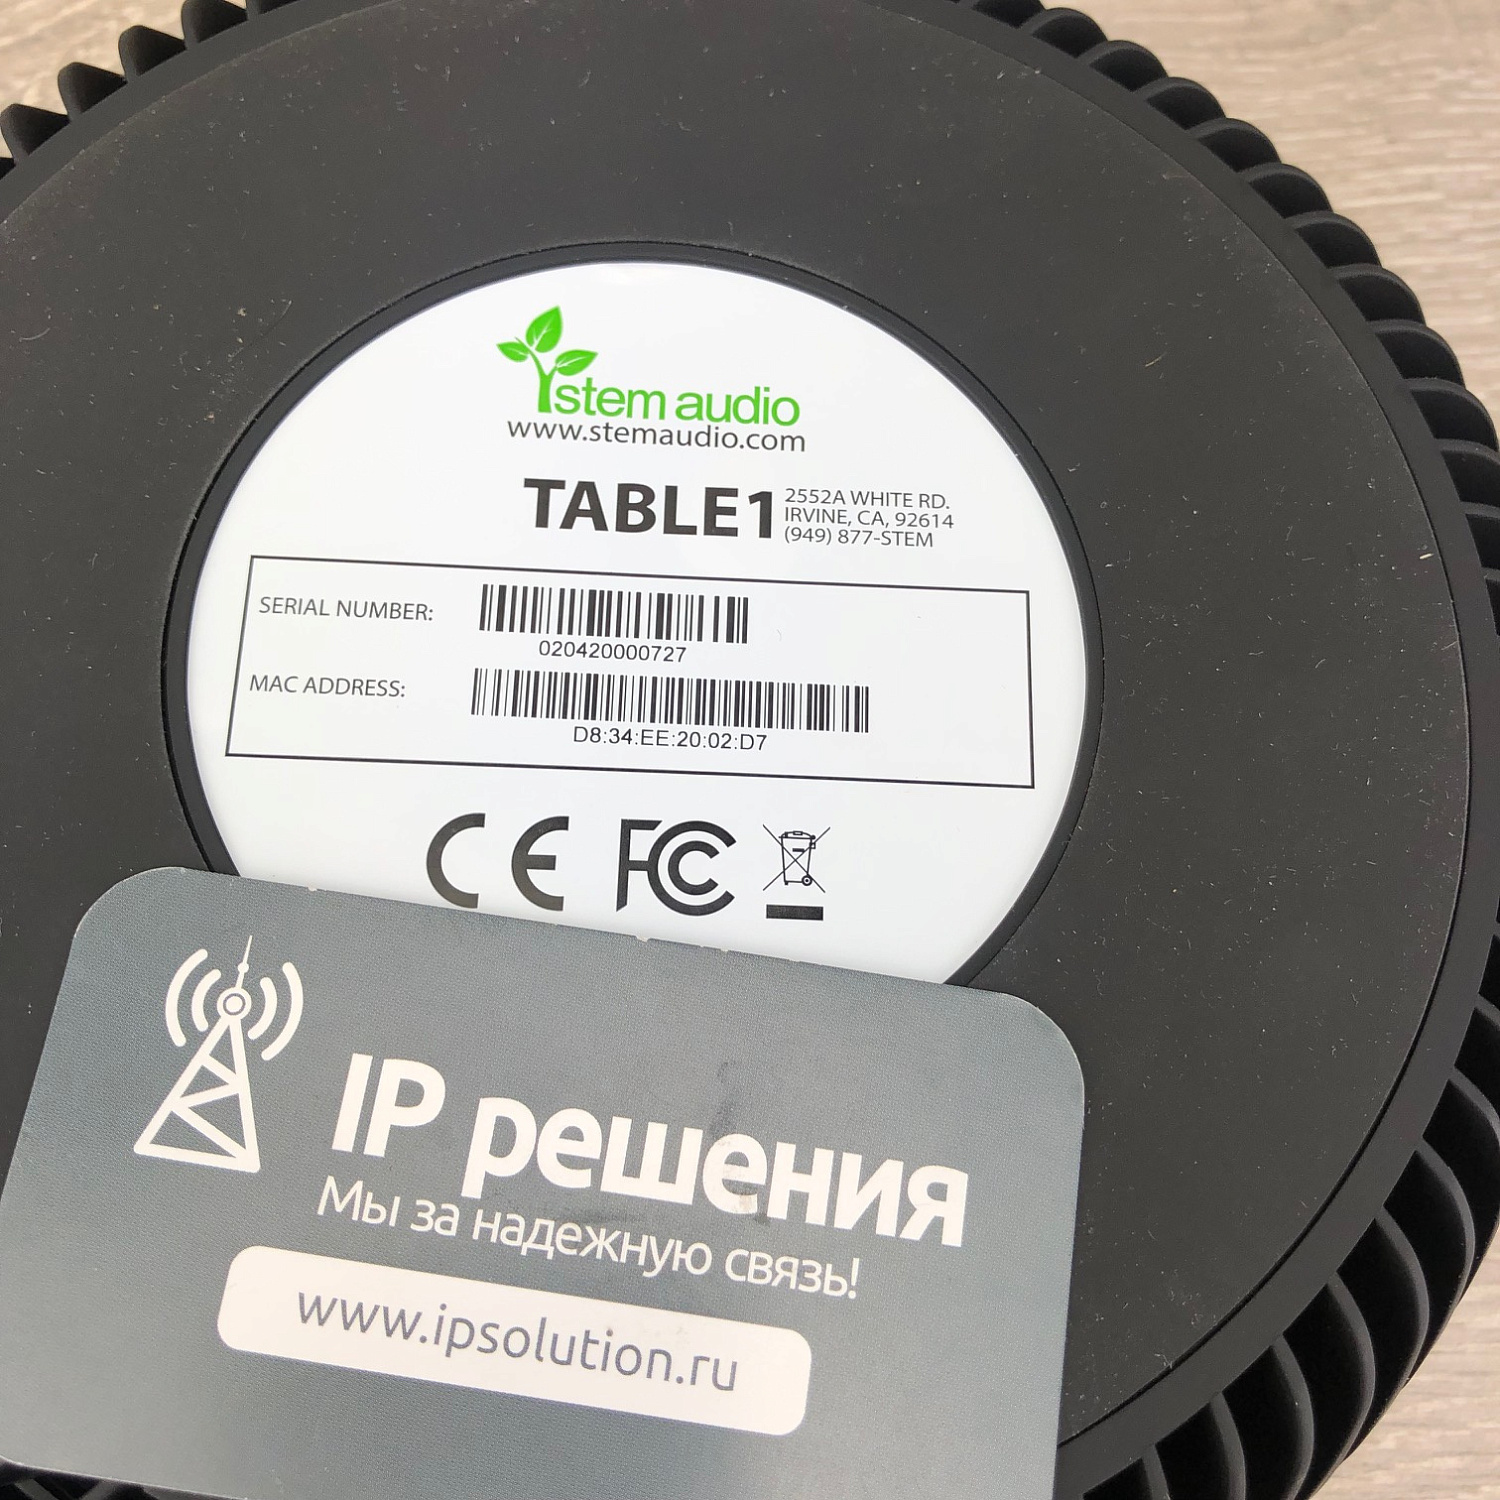 stem audio
www.stemaudio.com
TABLE1
2552A WHITE RD.
IRVINE, CA, 92614
(949) 877-STEM
SERIAL NUMBER:
020420000727
MAC ADDRESS:
D8:34:EE:20:02:D7
CE FC
IP решения
Мы за надежную связь!
www.ipsolution.ru